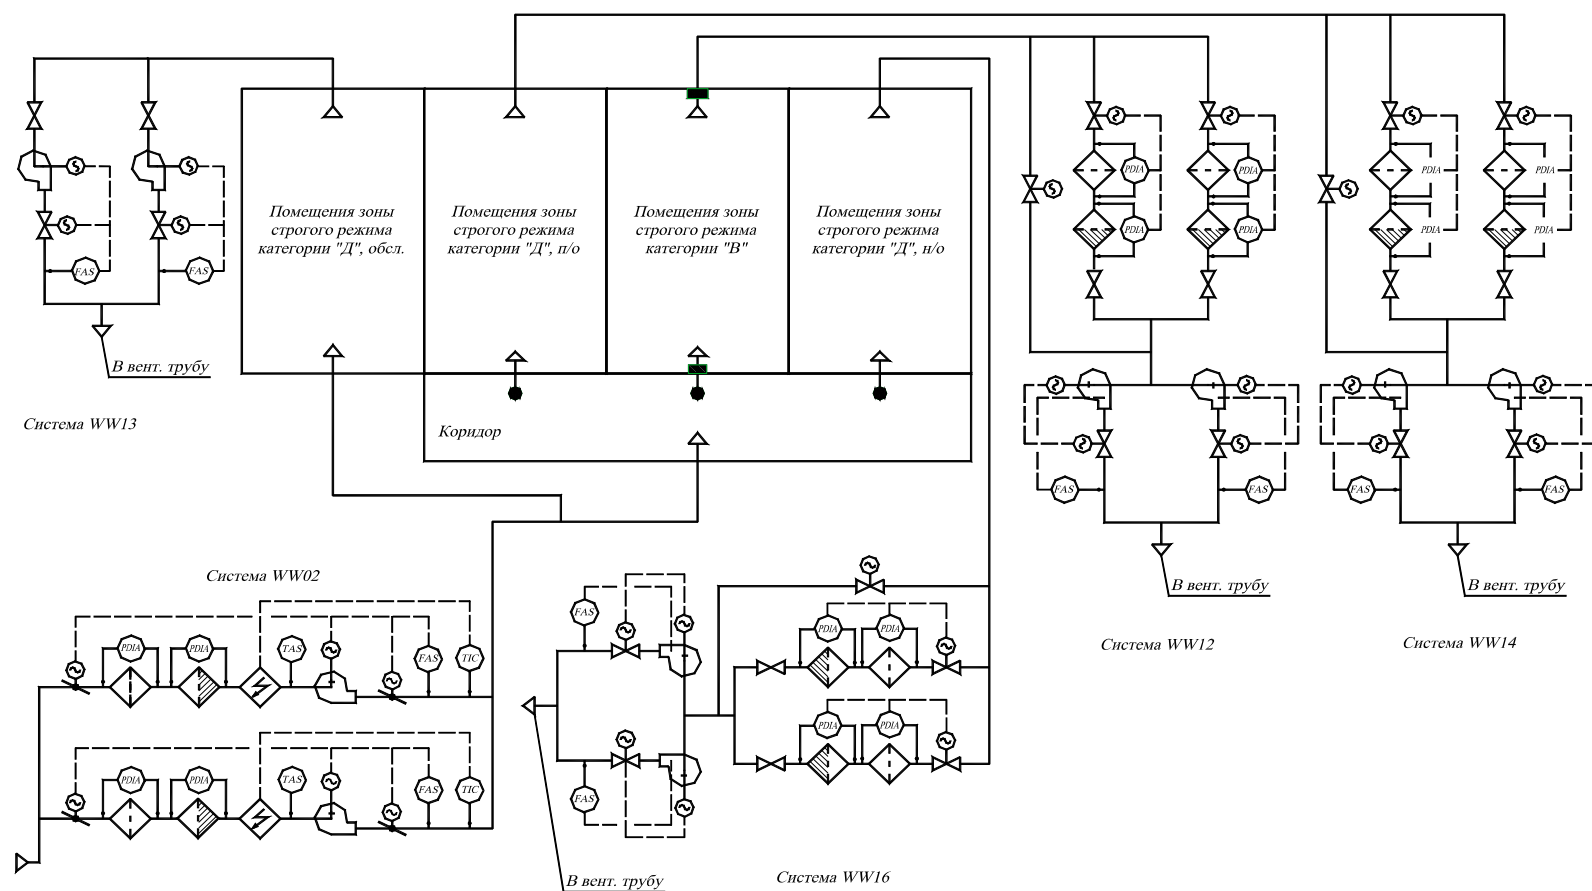 Помещения зоны
строгого режима
категории "Д", обсл.
Помещения зоны
строгого режима
категории "Д", п/о
Помещения зоны
строгого режима
категории "В"
Помещения зоны
строгого режима
категории "Д", н/о
PDIA
PDIA
PDIA
PDIA
PDIA
PDIA
PDIA
PDIA
FAS
FAS
В вент. трубу
Система WW13
Коридор
FAS
FAS
FAS
FAS
В вент. трубу
В вент. трубу
Система WW12
Система WW14
Система WW02
PDIA
PDIA
TAS
FAS
TIC
PDIA
PDIA
TAS
FAS
TIC
FAS
FAS
PDIA
PDIA
PDIA
PDIA
В вент. трубу
Система WW16